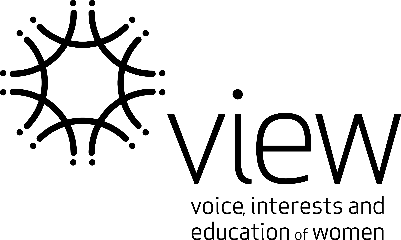 view
voice, interests and
education of women